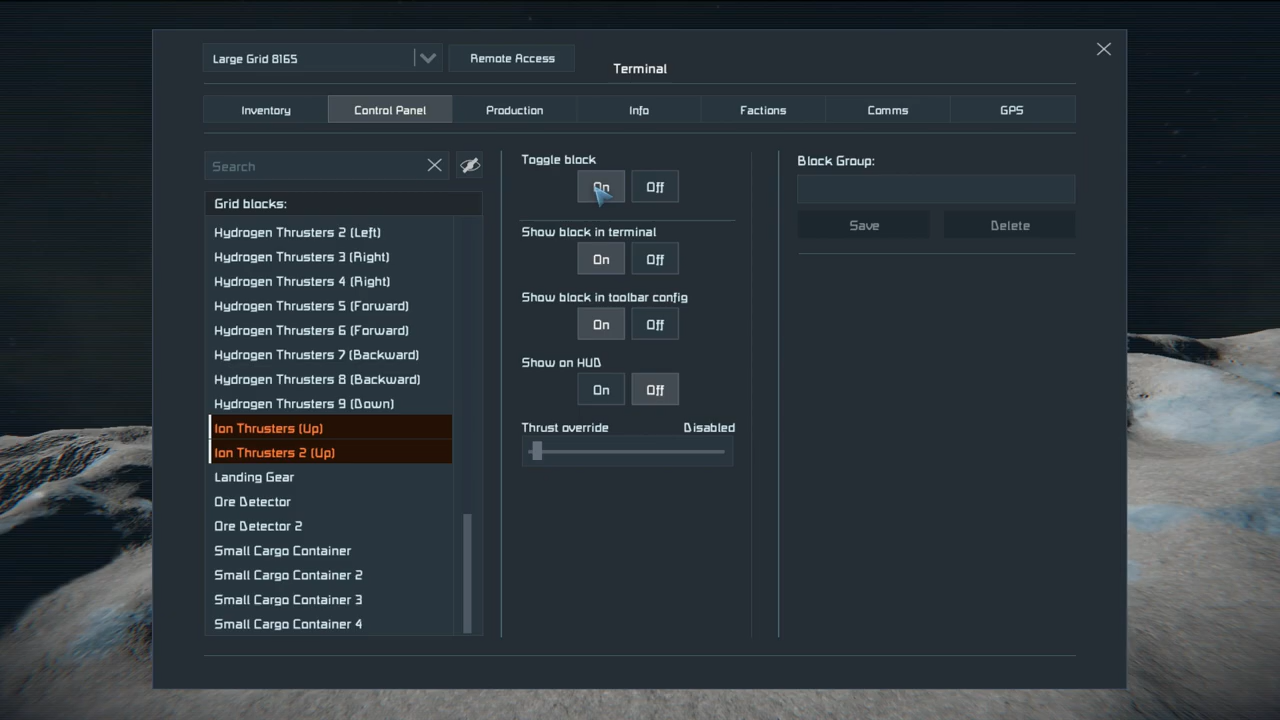 Large Grid 8165
Remote Access
Terminal
Inventory
Control Panel
Production
Info
Factions
Comms
GPS
Search
Grid blocks:
Hydrogen Thrusters 2 (Left)
Hydrogen Thrusters 3 (Right)
Hydrogen Thrusters 4 (Right)
Hydrogen Thrusters 5 (Forward)
Hydrogen Thrusters 6 (Forward)
Hydrogen Thrusters 7 (Backward)
Hydrogen Thrusters 8 (Backward)
Hydrogen Thrusters 9 (Down)
Ion Thrusters (Up)
Ion Thrusters 2 (Up)
Landing Gear
Ore Detector
Ore Detector 2
Small Cargo Container
Small Cargo Container 2
Small Cargo Container 3
Small Cargo Container 4
Toggle block
On Off
Show block in terminal
On Off
Show block in toolbar config
On Off
Show on HUD
On Off
Thrust override Disabled
Block Group:
Save Delete